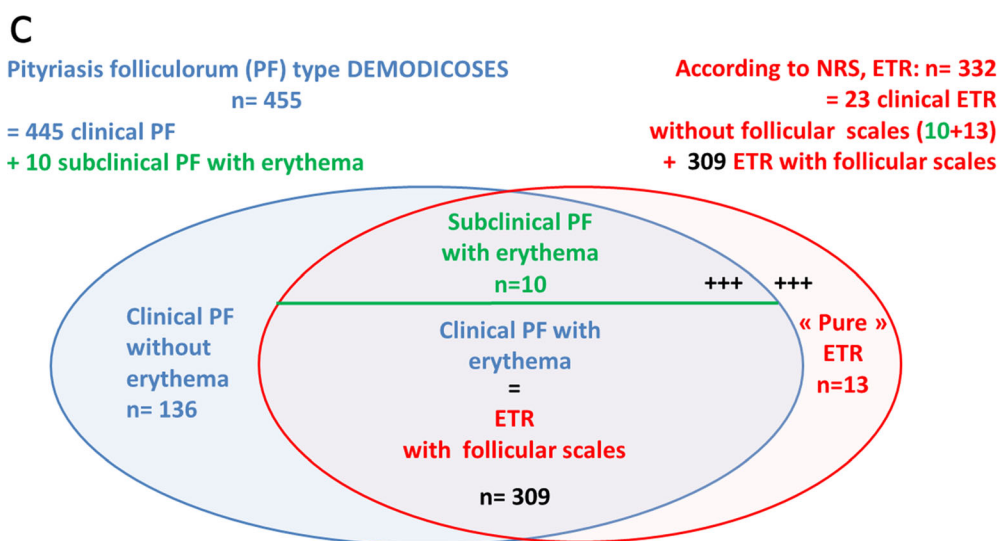 C
Pityriasis folliculorum (PF) type DEMODICOSES
n= 455
= 445 clinical PF
+ 10 subclinical PF with erythema
According to NRS, ETR: n= 332
= 23 clinical ETR
without follicular scales (10+13)
+ 309 ETR with follicular scales
Subclinical PF
with erythema
n=10
+++ +++
Clinical PF
without
erythema
n= 136
Clinical PF with
erythema
=
ETR
with follicular scales
n= 309
« Pure »
ETR
n=13